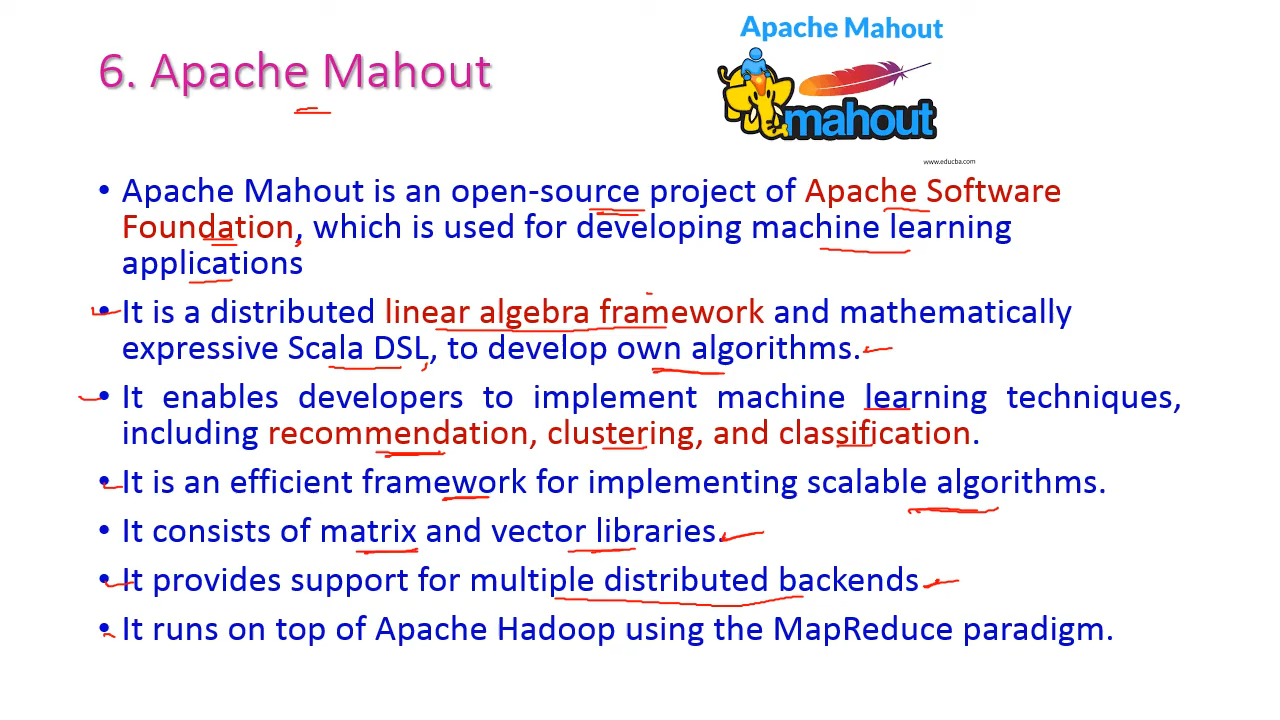 Apache Mahout
6. Apache Mahout
mahout
www.educba.com
• Apache Mahout is an open-source project of Apache Software
Foundation, which is used for developing machine learning
applications
• It is a distributed linear algebra framework and mathematically
expressive Scala DSL, to develop own algorithms.
• It enables developers to implement machine learning techniques,
including recommendation, clustering, and classification.
• It is an efficient framework for implementing scalable algorithms.
• It consists of matrix and vector libraries.
• It provides support for multiple distributed backends
• It runs on top of Apache Hadoop using the MapReduce paradigm.